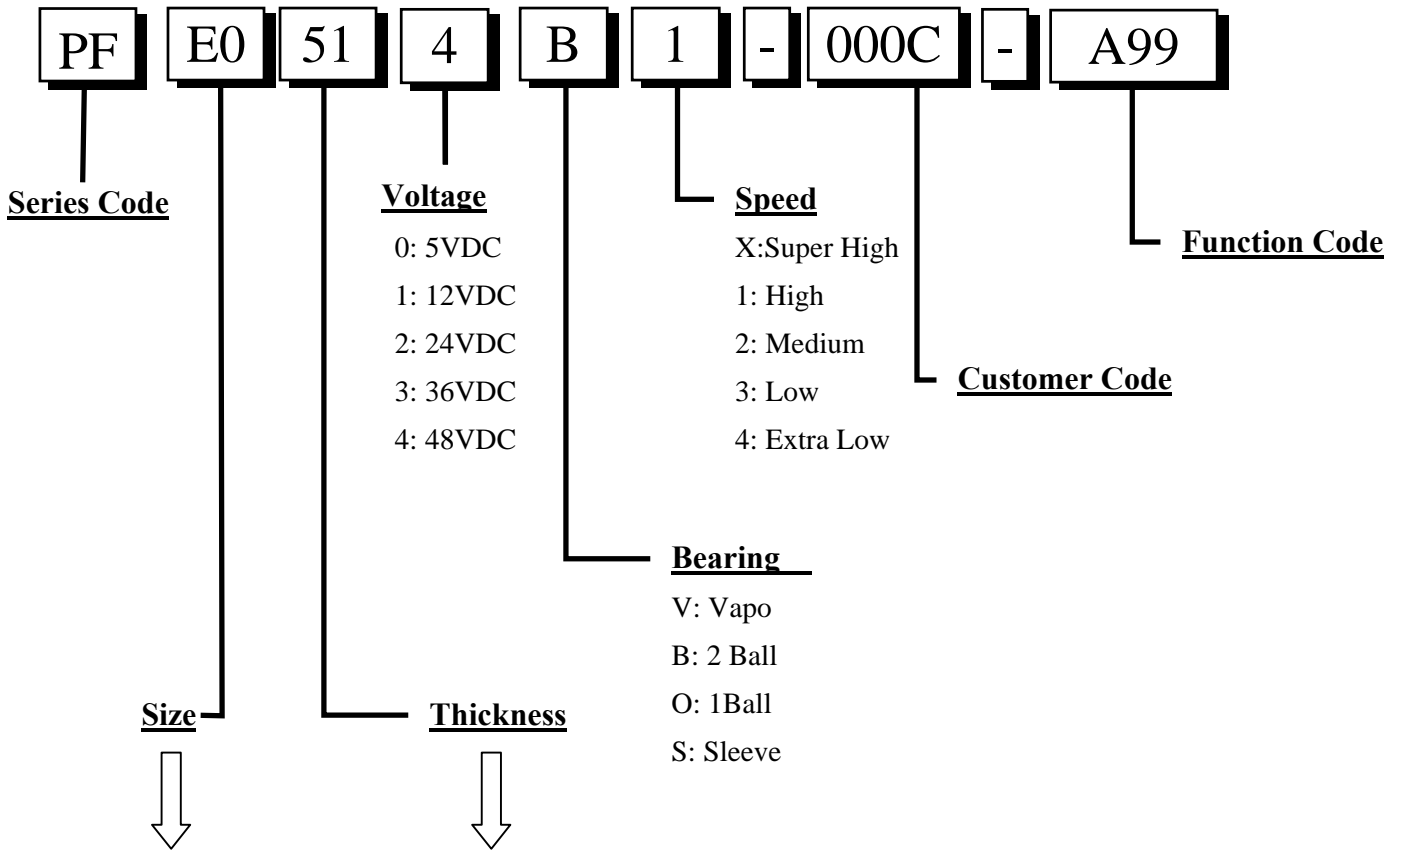 PF E0 51 4 B 1 - 000C - A99
Series Code
Voltage
0: 5VDC
1: 12VDC
2: 24VDC
3: 36VDC
4: 48VDC
Speed
X:Super High
1: High
2: Medium
3: Low
4: Extra Low
Function Code
Customer Code
Bearing
V: Vapo
B: 2 Ball
O: 1Ball
S: Sleeve
Size
Thickness